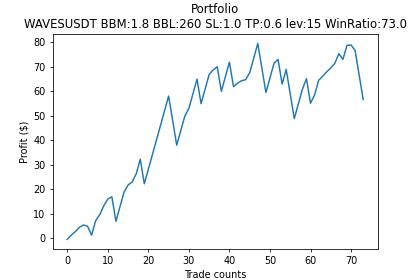 Portfolio
WAVESUSDT BBM:1.8 BBL:260 SL:1.0 TP:0.6 lev:15 WinRatio:73.0
80
70
60
50
40
30
20
10
0
Profit ($)
0 10 20 30 40 50 60 70
Trade counts